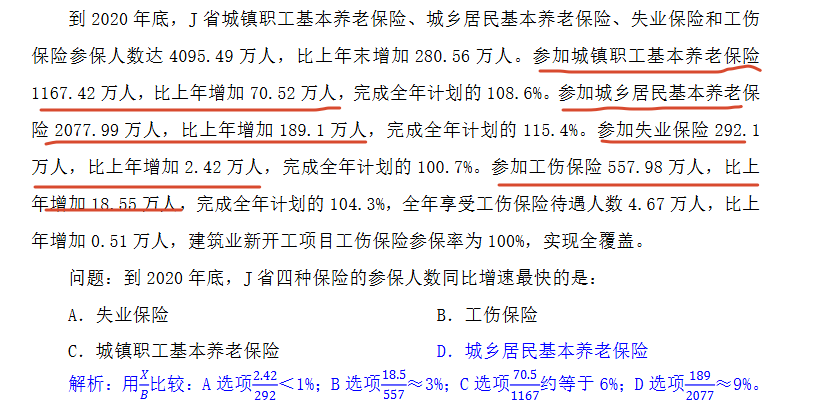 到 2020 年底，J 省城镇职工基本养老保险、城乡居民基本养老保险、失业保险和工伤
保险参保人数达 4095.49 万人，比上年末增加 280.56 万人。参加城镇职工基本养老保险
1167.42 万人，比上年增加 70.52 万人，完成全年计划的 108.6%。参加城乡居民基本养老保
险 2077.99 万人，比上年增加 189.1 万人，完成全年计划的 115.4%。参加失业保险 292.1
万人，比上年增加 2.42 万人，完成全年计划的 100.7%。参加工伤保险 557.98 万人，比上
年增加 18.55 万人，完成全年计划的 104.3%，全年享受工伤保险待遇人数 4.67 万人，比上
年增加 0.51 万人，建筑业新开工项目工伤保险参保率为 100%，实现全覆盖。
问题：到 2020 年底，J 省四种保险的参保人数同比增速最快的是：
A. 失业保险 B. 工伤保险
C. 城镇职工基本养老保险 D. 城乡居民基本养老保险
解析：用X/B比较：A 选项2.42/292＜1%；B 选项18.5/557≈3%；C 选项70.5/1167约等于 6%；D 选项189/2077≈9%。